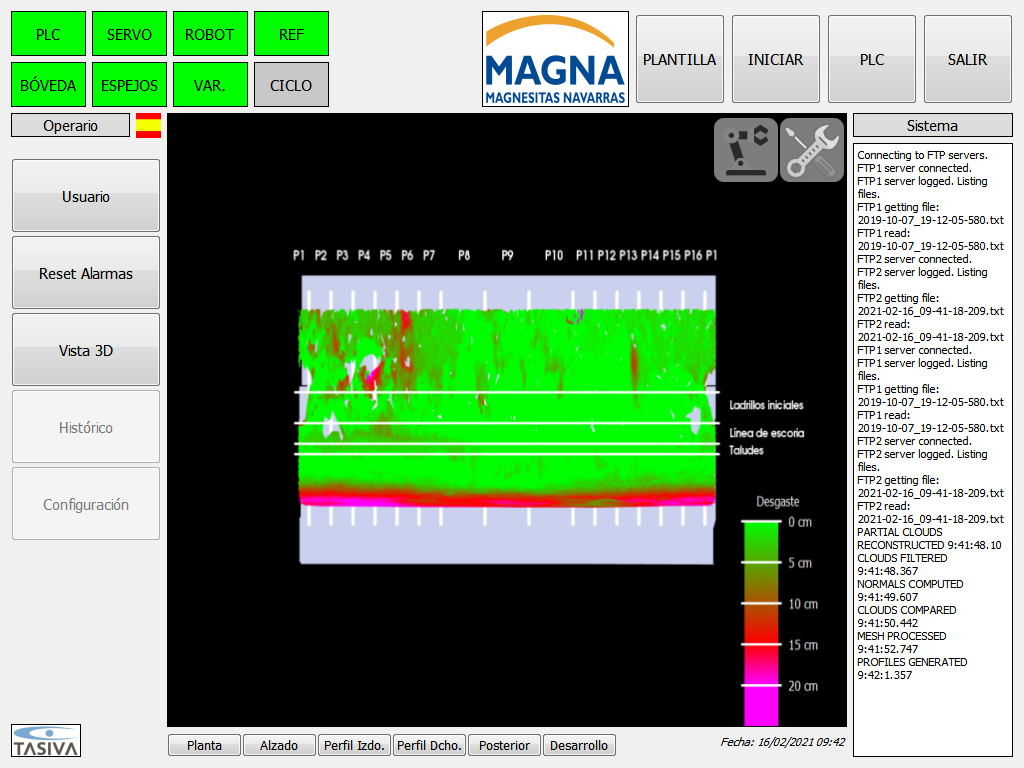 PLC
SERVO
ROBOT
REF
BÓVEDA
ESPEJOS
VAR.
CICLO
MAGNA
MAGNESITAS NAVARRAS
PLANTILLA
INICIAR
PLC
SALIR
Operario
Usuario
Reset Alarmas
Vista 3D
Histórico
Configuración
TASIVA
P1 P2 P3 P4 P5 P6 P7 P8 P9 P10 P11 P12 P13 P14 P15 P16 P1
Ladrillos iniciales
Línea de escoria
Taludes
Desgaste
0 cm
5 cm
10 cm
15 cm
20 cm
Planta
Alzado
Perfil Izdo.
Perfil Dcho.
Posterior
Desarrollo
Fecha: 16/02/2021 09:42
Sistema
Connecting to FTP servers.
FTP1 server connected.
FTP1 server logged. Listing
files.
FTP1 getting file:
2019-10-07_19-12-05-580.txt
FTP1 read:
2019-10-07_19-12-05-580.txt
FTP2 server connected.
FTP2 server logged. Listing
files.
FTP2 getting file:
2021-02-16_09-41-18-209.txt
FTP2 read:
2021-02-16_09-41-18-209.txt
FTP1 server connected.
FTP1 server logged. Listing
files.
FTP1 getting file:
2019-10-07_19-12-05-580.txt
FTP1 read:
2019-10-07_19-12-05-580.txt
FTP2 server connected.
FTP2 server logged. Listing
files.
FTP2 getting file:
2021-02-16_09-41-18-209.txt
FTP2 read:
2021-02-16_09-41-18-209.txt
PARTIAL CLOUDS
RECONSTRUCTED 9:41:48.10
CLOUDS FILTERED
9:41:48.367
NORMALS COMPUTED
9:41:49.607
CLOUDS COMPARED
9:41:50.442
MESH PROCESSED
9:41:52.747
PROFILES GENERATED
9:42:1.357